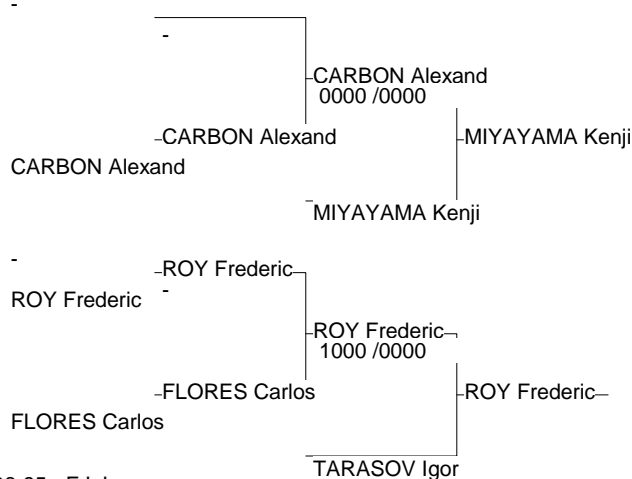 -
-
CARBON Alexand
0000 /0000
-CARBON Alexand
-MIYAYAMA Kenji
CARBON Alexand
MIYAYAMA Kenji
-
-ROY Frederic
-
ROY Frederic
ROY Frederic
1000 /0000
-FLORES Carlos
-ROY Frederic
FLORES Carlos
TARASOV Igor